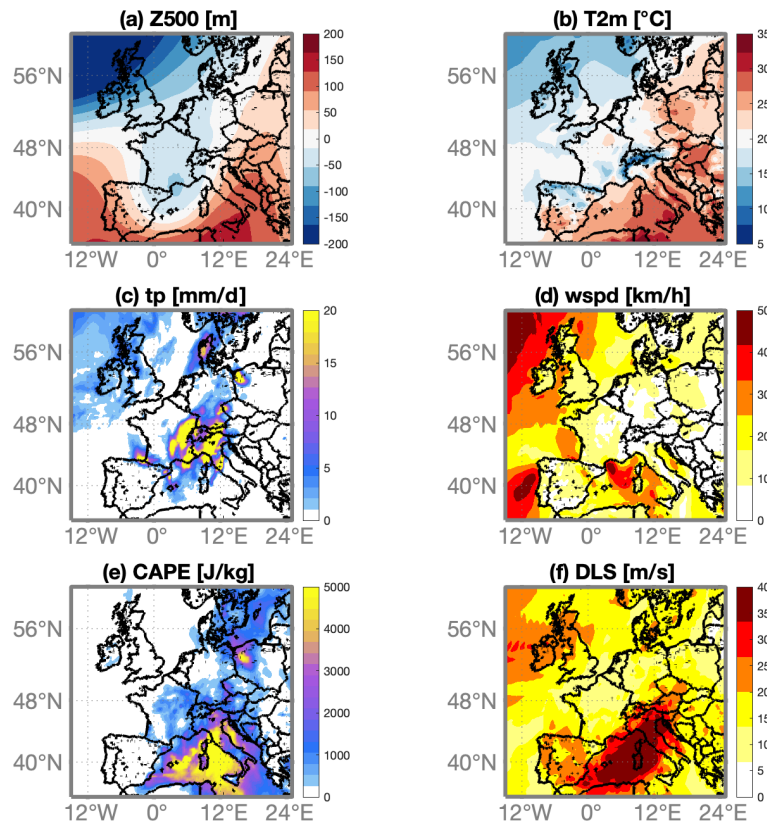 (a) Z500 [m]
56°N
48°N
40°N
12°W 0° 12°E 24°E
200
150
100
50
0
-50
-100
-150
-200
(b) T2m [°C]
56°N
48°N
40°N
12°W 0° 12°E 24°E
35
30
25
20
15
10
5
(c) tp [mm/d]
56°N
48°N
40°N
12°W 0° 12°E 24°E
20
15
10
5
0
(d) wspd [km/h]
56°N
48°N
40°N
12°W 0° 12°E 24°E
50
40
30
20
10
0
(e) CAPE [J/kg]
56°N
48°N
40°N
12°W 0° 12°E 24°E
5000
4000
3000
2000
1000
0
(f) DLS [m/s]
56°N
48°N
40°N
12°W 0° 12°E 24°E
40
35
30
25
20
15
10
5
0